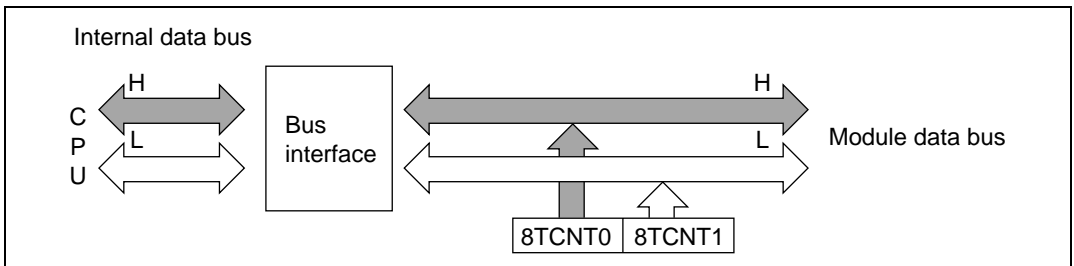 Internal data bus
H
H
C
P
U
L
L
Bus
interface
Module data bus
8TCNT0
8TCNT1